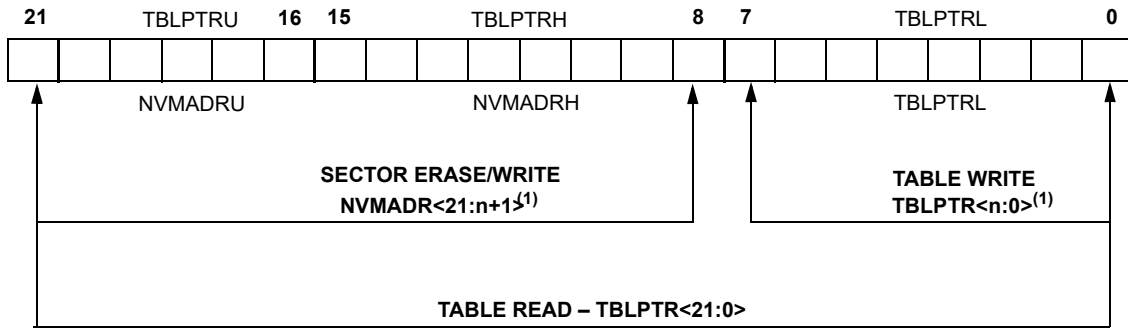 21 TBLPTRU 16 15 TBLPTRH 8 7 TBLPTRL 0
NVMADRU NVMADRH TBLPTRL
SECTOR ERASE/WRITE
NVMADR<21:n+1>(1)
TABLE WRITE
TBLPTR<n:0>(1)
TABLE READ – TBLPTR<21:0>